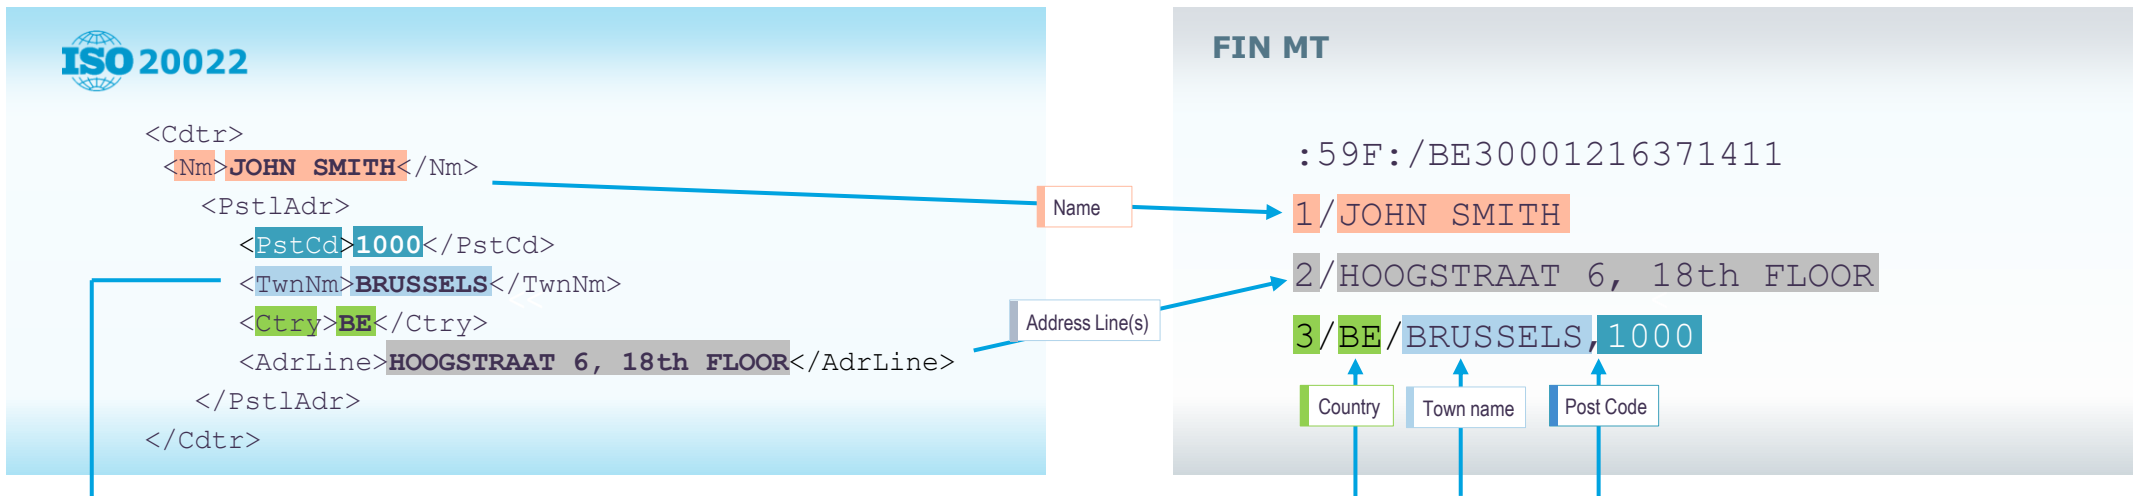 ISO 20022
<Cdtr>
<Nm>JOHN SMITH</Nm>
<PstlAdr>
<PstCd>1000</PstCd>
<TwnNm>BRUSSELS</TwnNm>
<Ctry>BE</Ctry>
<AdrLine>HOOGSTRAAT 6, 18th FLOOR</AdrLine>
</PstlAdr>
</Cdtr>
Name
Address Line(s)
FIN MT
:59F:/BE30001216371411
1/JOHN SMITH
2/HOOGSTRAAT 6, 18th FLOOR
3/BE/BRUSSELS,1000
Country
Town name
Post Code